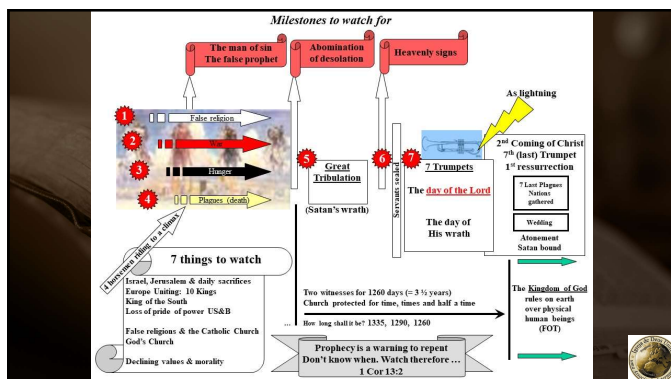 Milestones to watch for
The man of sin
The false prophet
Abomination
of desolation
Heavenly signs
As lightning
1
False religion
2
War
3
Hunger
4
Plagues (death)
4 horsemen riding to a climax
5
Great
Tribulation
(Satan's wrath)
6
Servants sealed
7
7 Trumpets
The day of the Lord
The day of
His wrath
2nd Coming of Christ
7th (last) Trumpet
1st ressurrection
7 Last Plagues
Nations
gathered
Wedding
Atonement
Satan bound
7 things to watch
Israel, Jerusalem & daily sacrifices
Europe Uniting: 10 Kings
King of the South
Loss of pride of power US&B
False religions & the Catholic Church
God's Church
Declining values & morality
Two witnesses for 1260 days (= 3 ½ years)
Church protected for time, times and half a time
... How long shall it be? 1335, 1290, 1260
The Kingdom of God
rules on earth
over physical
human beings
(FOT)
Prophecy is a warning to repent
Don't know when. Watch therefore ...
1 Cor 13:2